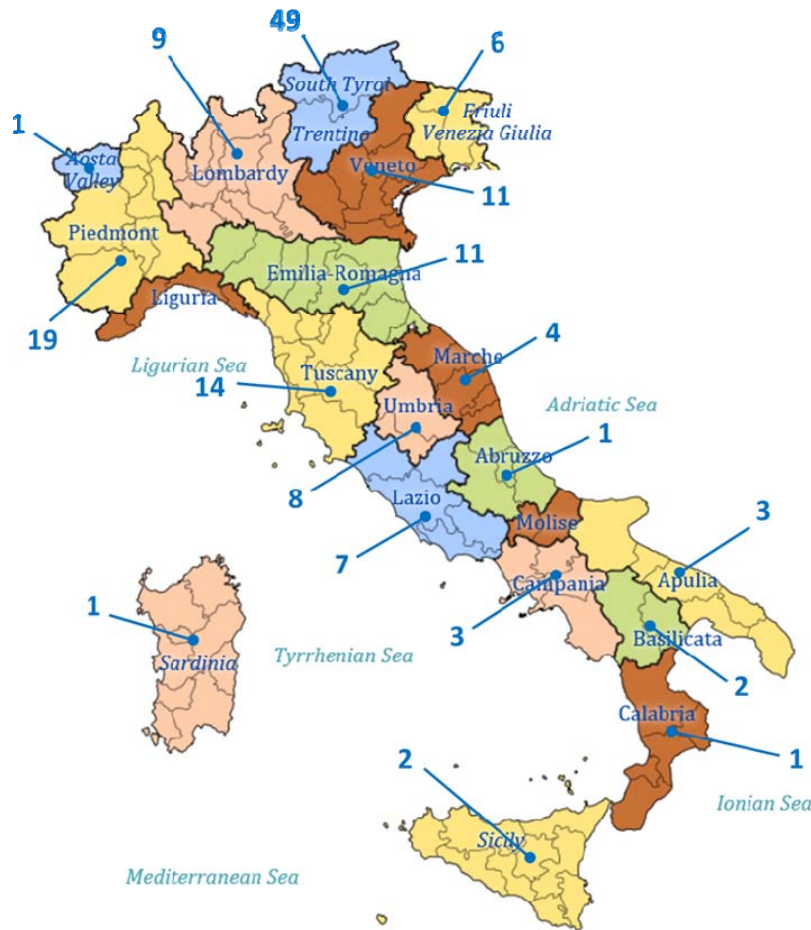 49
9
6
South Tyrol
1
Friuli
Venezia Giulia
Trentino
Aosta
Valley
Lombardy
Veneto
11
Piedmont
11
Emilia-Romagna
Liguria
19
4
Marche
Ligurian Sea
Tuscany
14
Umbria
Adriatic Sea
1
Abruzzo
8
Lazio
3
Molise
7
Campania
Apulia
1
3
Basilicata
Sardinia
Tyrrhenian Sea
2
Calabria
2
1
Ionian Sea
Sicily
Mediterranean Sea